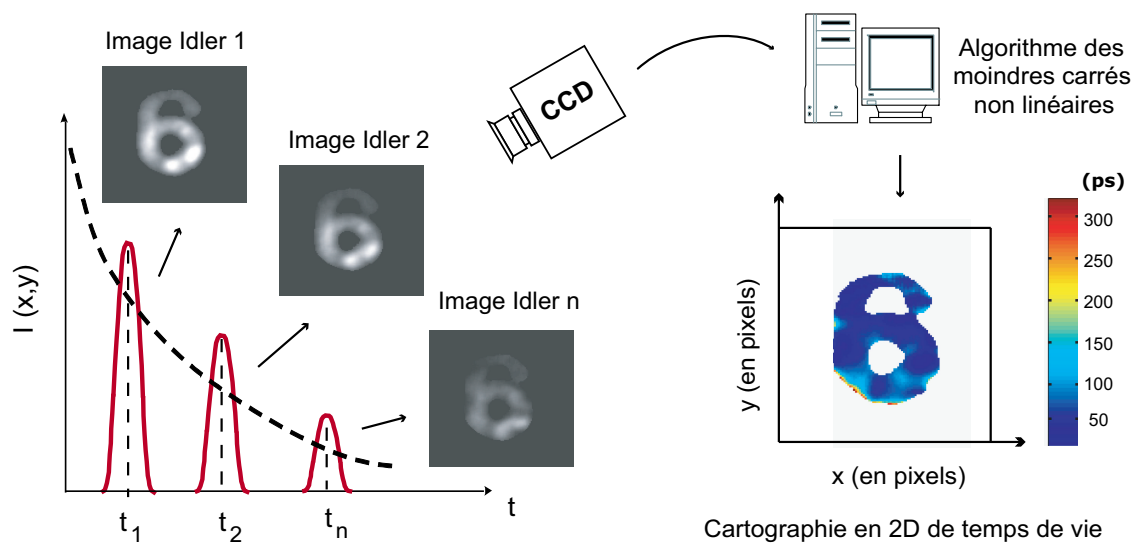 Image Idler 1
Image Idler 2
Image Idler n
I (x,y)
t1
t2
tn
t
CCD
Algorithme des
moindres carrés
non linéaires
(ps)
300
250
200
150
100
50
y (en pixels)
x (en pixels)
Cartographie en 2D de temps de vie